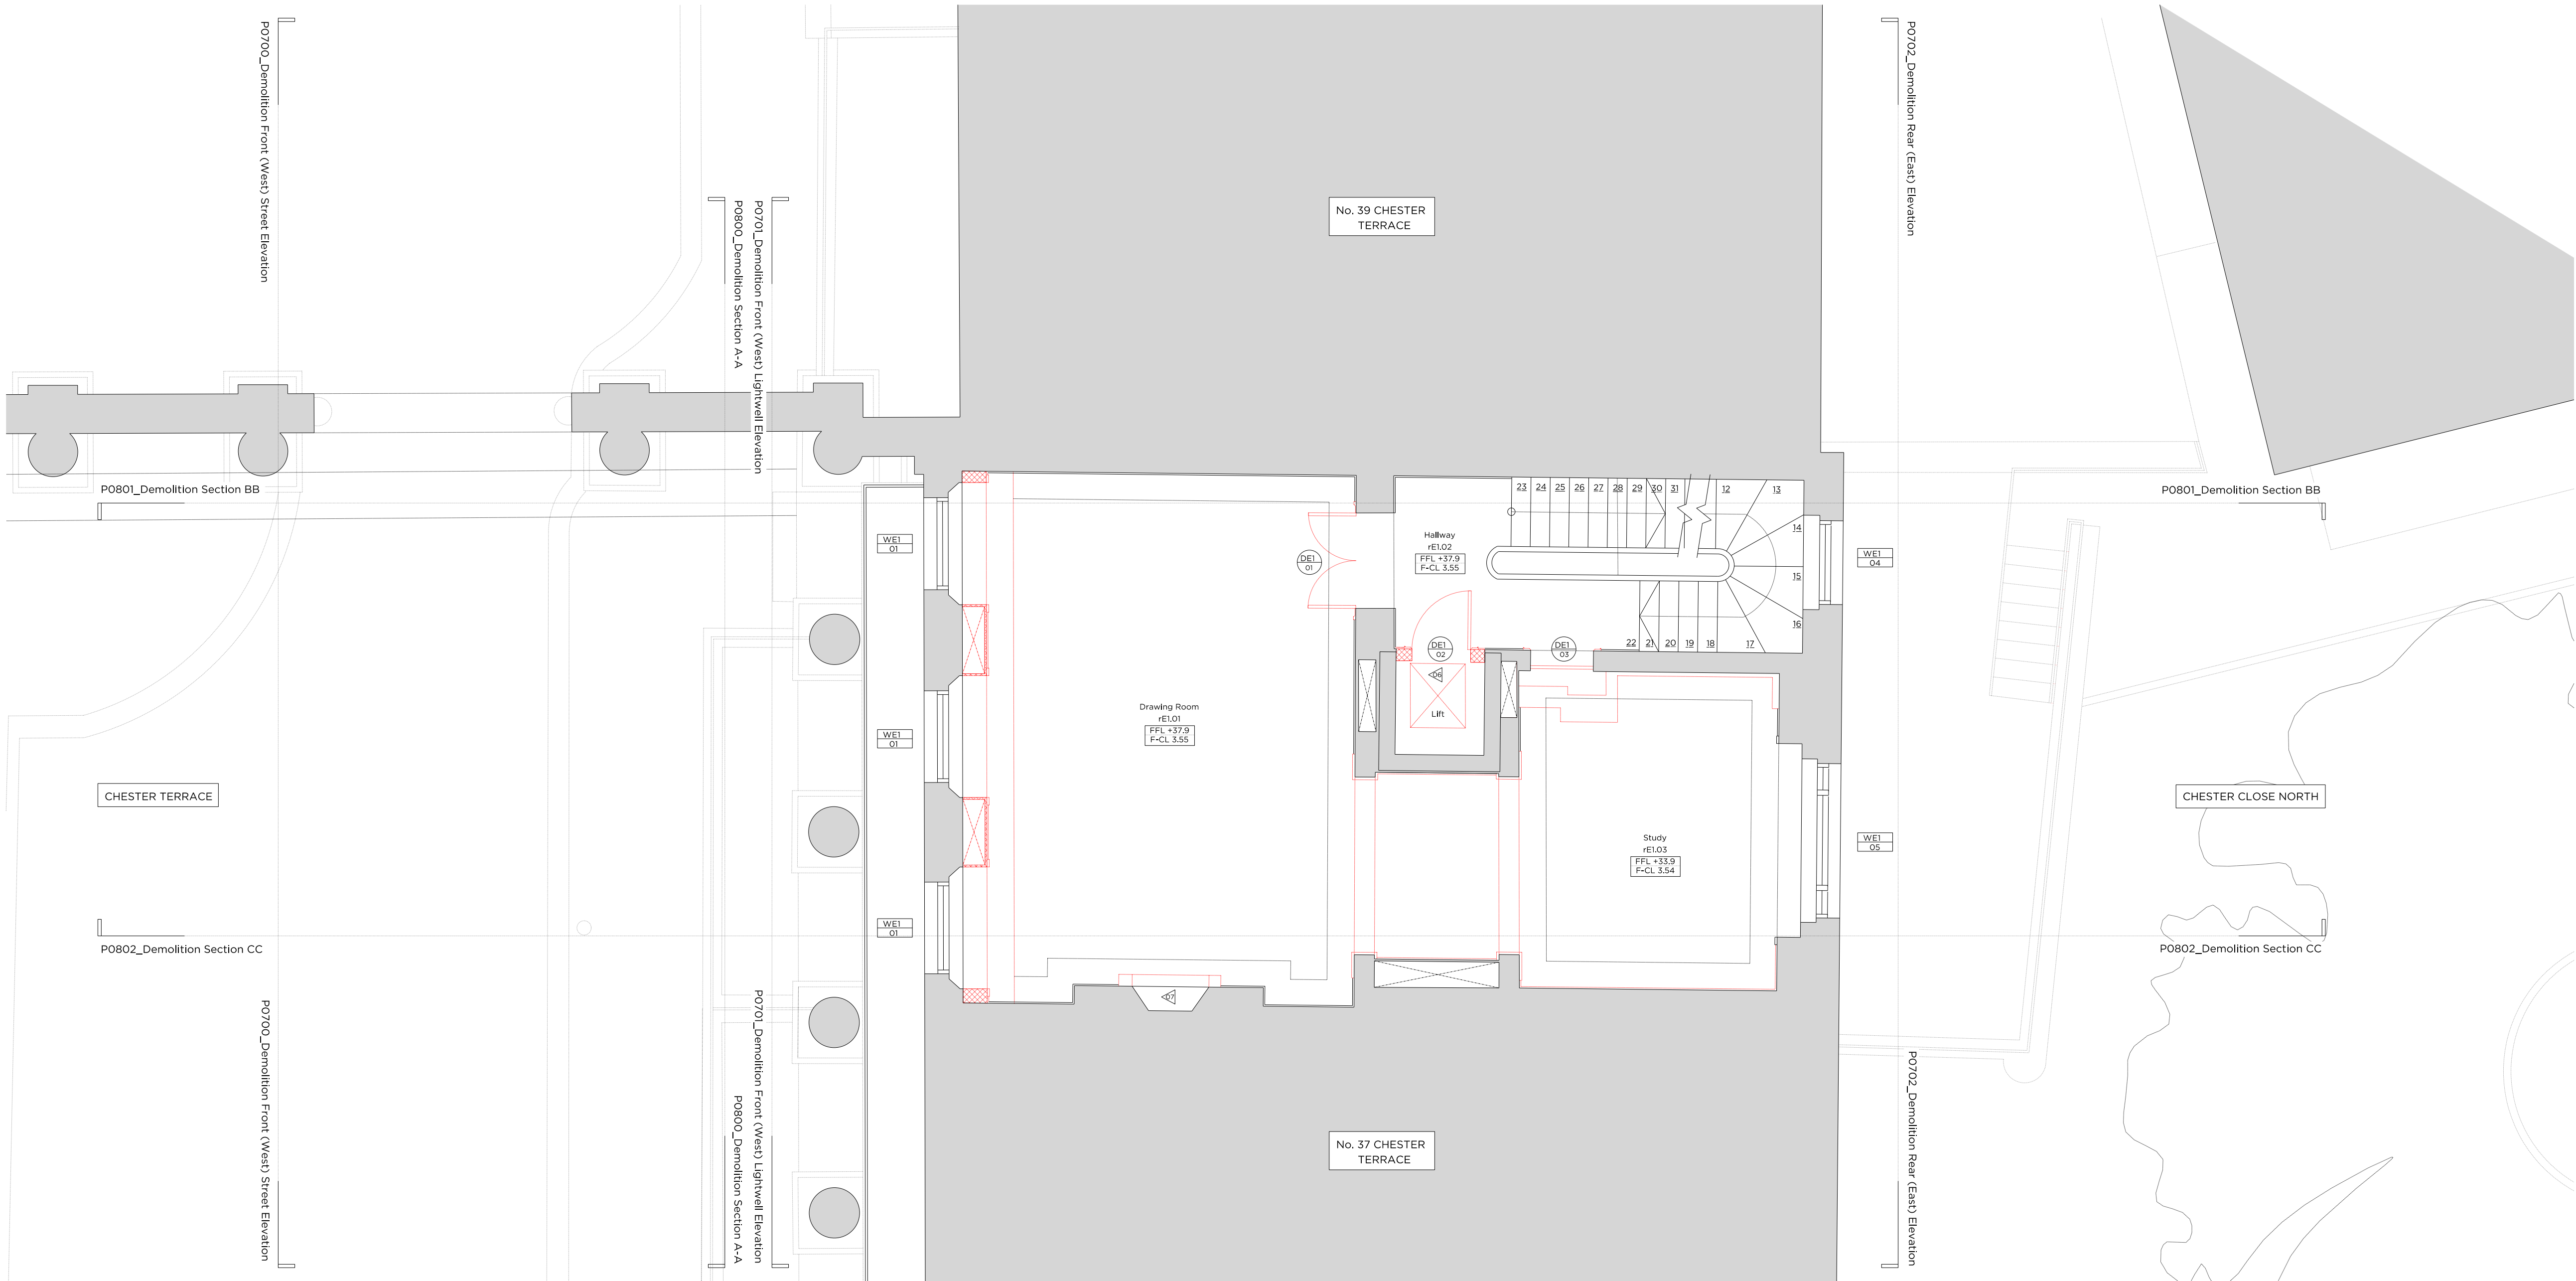 P0700_Demolition Front (West) Street Elevation
P0800_Demolition Section A-A
P0701_Demolition Front (West) Lightwell Elevation
P0702_Demolition Rear (East) Elevation
No. 39 CHESTER
TERRACE
P0801_Demolition Section BB
P0801_Demolition Section BB
23 24 25 26 27 28 29 30 31 12 13
14
15
16
22 21 20 19 18 17
WE1
01
DE1
01
Hallway
rE1.02
FFL +37.9
F-CL 3.55
WE1
04
DE1
02
DE1
03
D6
Lift
Drawing Room
rE1.01
FFL +37.9
F-CL 3.55
WE1
01
CHESTER TERRACE
CHESTER CLOSE NORTH
Study
rE1.03
FFL +33.9
F-CL 3.54
WE1
05
WE1
01
P0802_Demolition Section CC
P0802_Demolition Section CC
D7
No. 37 CHESTER
TERRACE
P0700_Demolition Front (West) Street Elevation
P0800_Demolition Section A-A
P0701_Demolition Front (West) Lightwell Elevation
P0702_Demolition Rear (East) Elevation